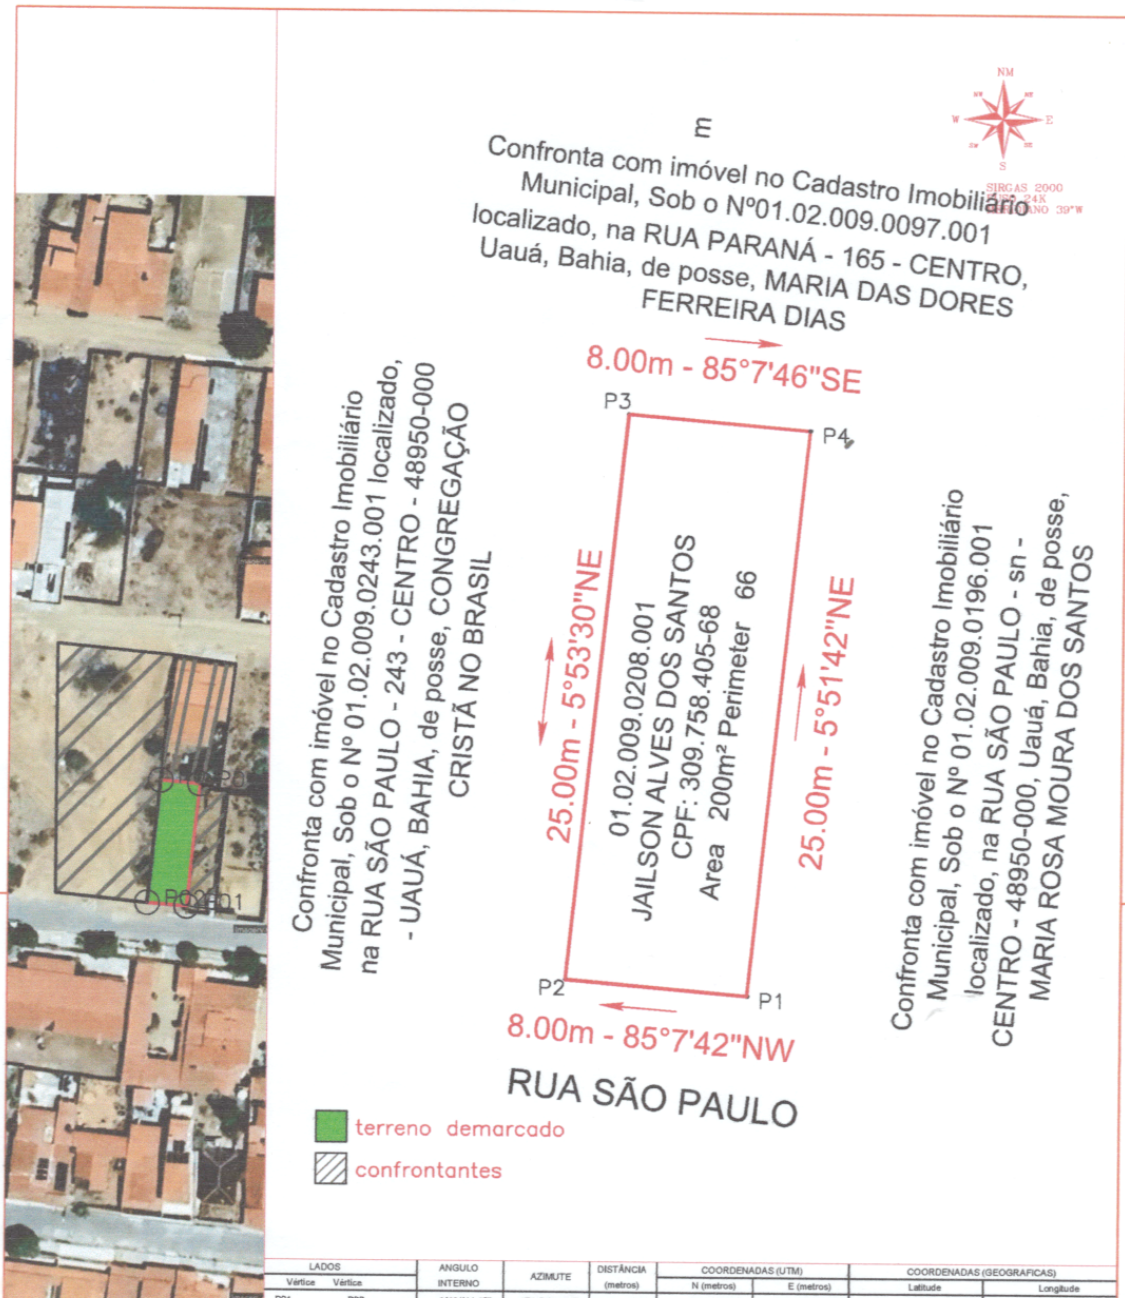 NM
NW
NE
W
E
SW
SE
S
SIRGAS 2000
24K
39°W
m
Confronta com imóvel no Cadastro Imobiliário
Municipal, Sob o Nº01.02.009.0097.001
localizado, na RUA PARANÁ - 165 - CENTRO,
Uauá, Bahia, de posse, MARIA DAS DORES
FERREIRA DIAS
8.00m - 85°7'46"SE
P3
P4
Confronta com imóvel no Cadastro Imobiliário
Municipal, Sob o Nº 01.02.009.0243.001 localizado,
na RUA SÃO PAULO - 243 - CENTRO - 48950-000
- UAUÁ, BAHIA, de posse, CONGREGAÇÃO
CRISTÃ NO BRASIL
25.00m - 5°53'30"NE
01.02.009.0208.001
JAILSON ALVES DOS SANTOS
CPF: 309.758.405-68
Area 200m² Perimeter 66
25.00m - 5°51'42"NE
Confronta com imóvel no Cadastro Imobiliário
Municipal, Sob o Nº 01.02.009.0196.001
localizado, na RUA SÃO PAULO - sn -
CENTRO - 48950-000, Uauá, Bahia, de posse,
MARIA ROSA MOURA DOS SANTOS
P2
P1
8.00m - 85°7'42"NW
RUA SÃO PAULO
terreno demarcado
confrontantes
LADOS
ANGULO
INTERNO
AZIMUTE
DISTÂNCIA
(metros)
COORDENADAS (UTM)
COORDENADAS (GEOGRAFICAS)
Vértice Vértice
N (metros)
E (metros)
Latitude
Longitude